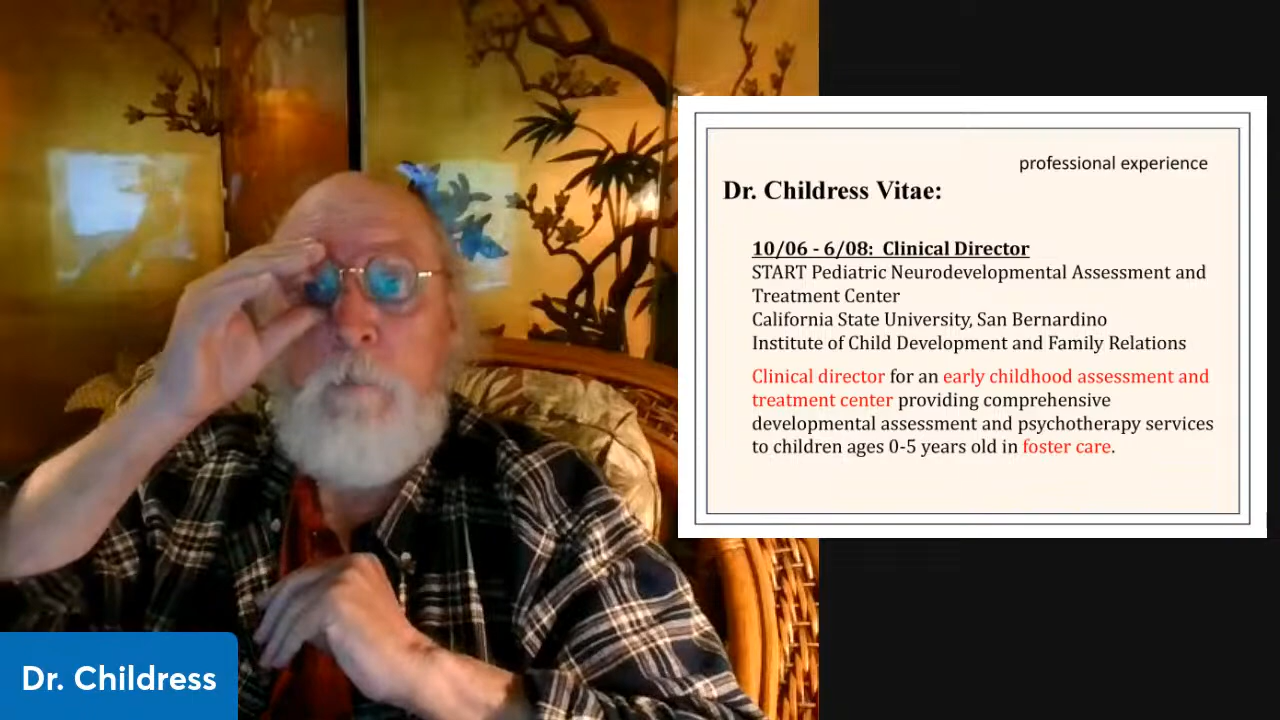 professional experience
Dr. Childress Vitae:
10/06 - 6/08: Clinical Director
START Pediatric Neurodevelopmental Assessment and
Treatment Center
California State University, San Bernardino
Institute of Child Development and Family Relations
Clinical director for an early childhood assessment and
treatment center providing comprehensive
developmental assessment and psychotherapy services
to children ages 0-5 years old in foster care.
Dr. Childress